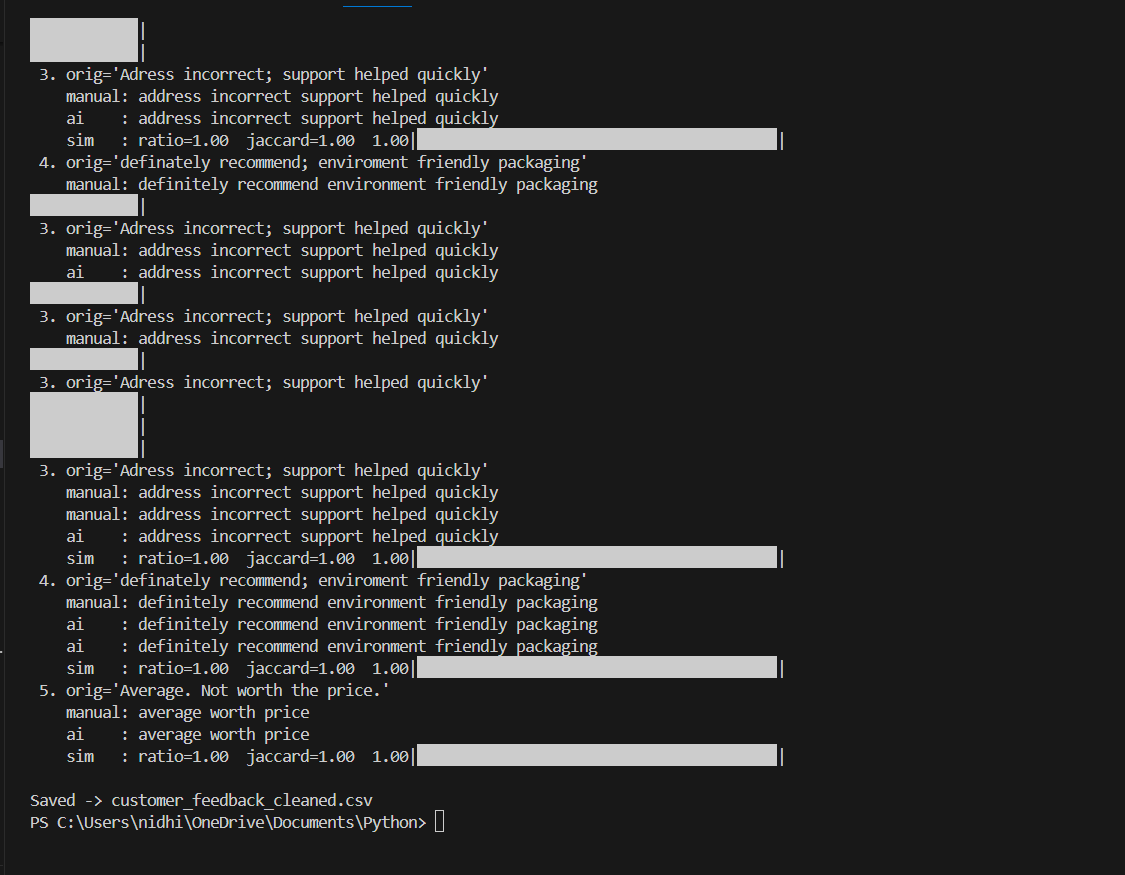 |
|
3. orig='Adress incorrect; support helped quickly'
manual: address incorrect support helped quickly
ai    : address incorrect support helped quickly
sim   : ratio=1.00  jaccard=1.00  1.00| |
4. orig='definately recommend; enviroment friendly packaging'
manual: definitely recommend environment friendly packaging
|
3. orig='Adress incorrect; support helped quickly'
manual: address incorrect support helped quickly
ai    : address incorrect support helped quickly
|
3. orig='Adress incorrect; support helped quickly'
manual: address incorrect support helped quickly
|
3. orig='Adress incorrect; support helped quickly'
|
|
|
3. orig='Adress incorrect; support helped quickly'
manual: address incorrect support helped quickly
manual: address incorrect support helped quickly
ai    : address incorrect support helped quickly
sim   : ratio=1.00  jaccard=1.00  1.00| |
4. orig='definately recommend; enviroment friendly packaging'
manual: definitely recommend environment friendly packaging
ai    : definitely recommend environment friendly packaging
ai    : definitely recommend environment friendly packaging
sim   : ratio=1.00  jaccard=1.00  1.00| |
5. orig='Average. Not worth the price.'
manual: average worth price
ai    : average worth price
sim   : ratio=1.00  jaccard=1.00  1.00| |
Saved -> customer_feedback_cleaned.csv
PS C:\Users\nidhi\OneDrive\Documents\Python>